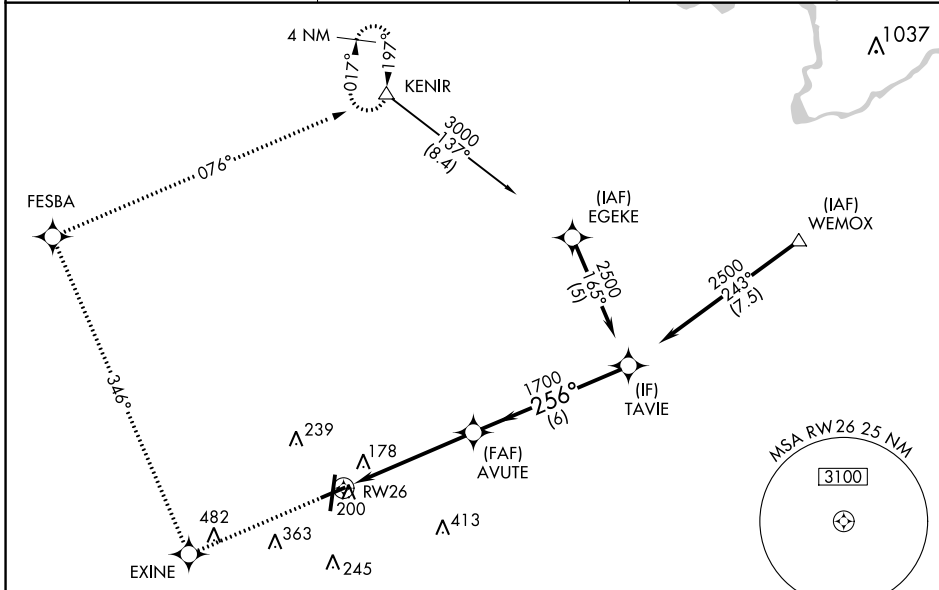 1037
4 NM
017°
197°
KENIR
3000
137°
(8.4)
076°
FESBA
(IAF)
EGEKE
(IAF)
WEMOX
2500
165°
(5)
2500
243°
(7.5)
346°
1700
256°
(6)
(IF)
TAVIE
(FAF)
AVUTE
239
178
RW26
200
482
363
413
245
EXINE
MSA RW26 25 NM
3100